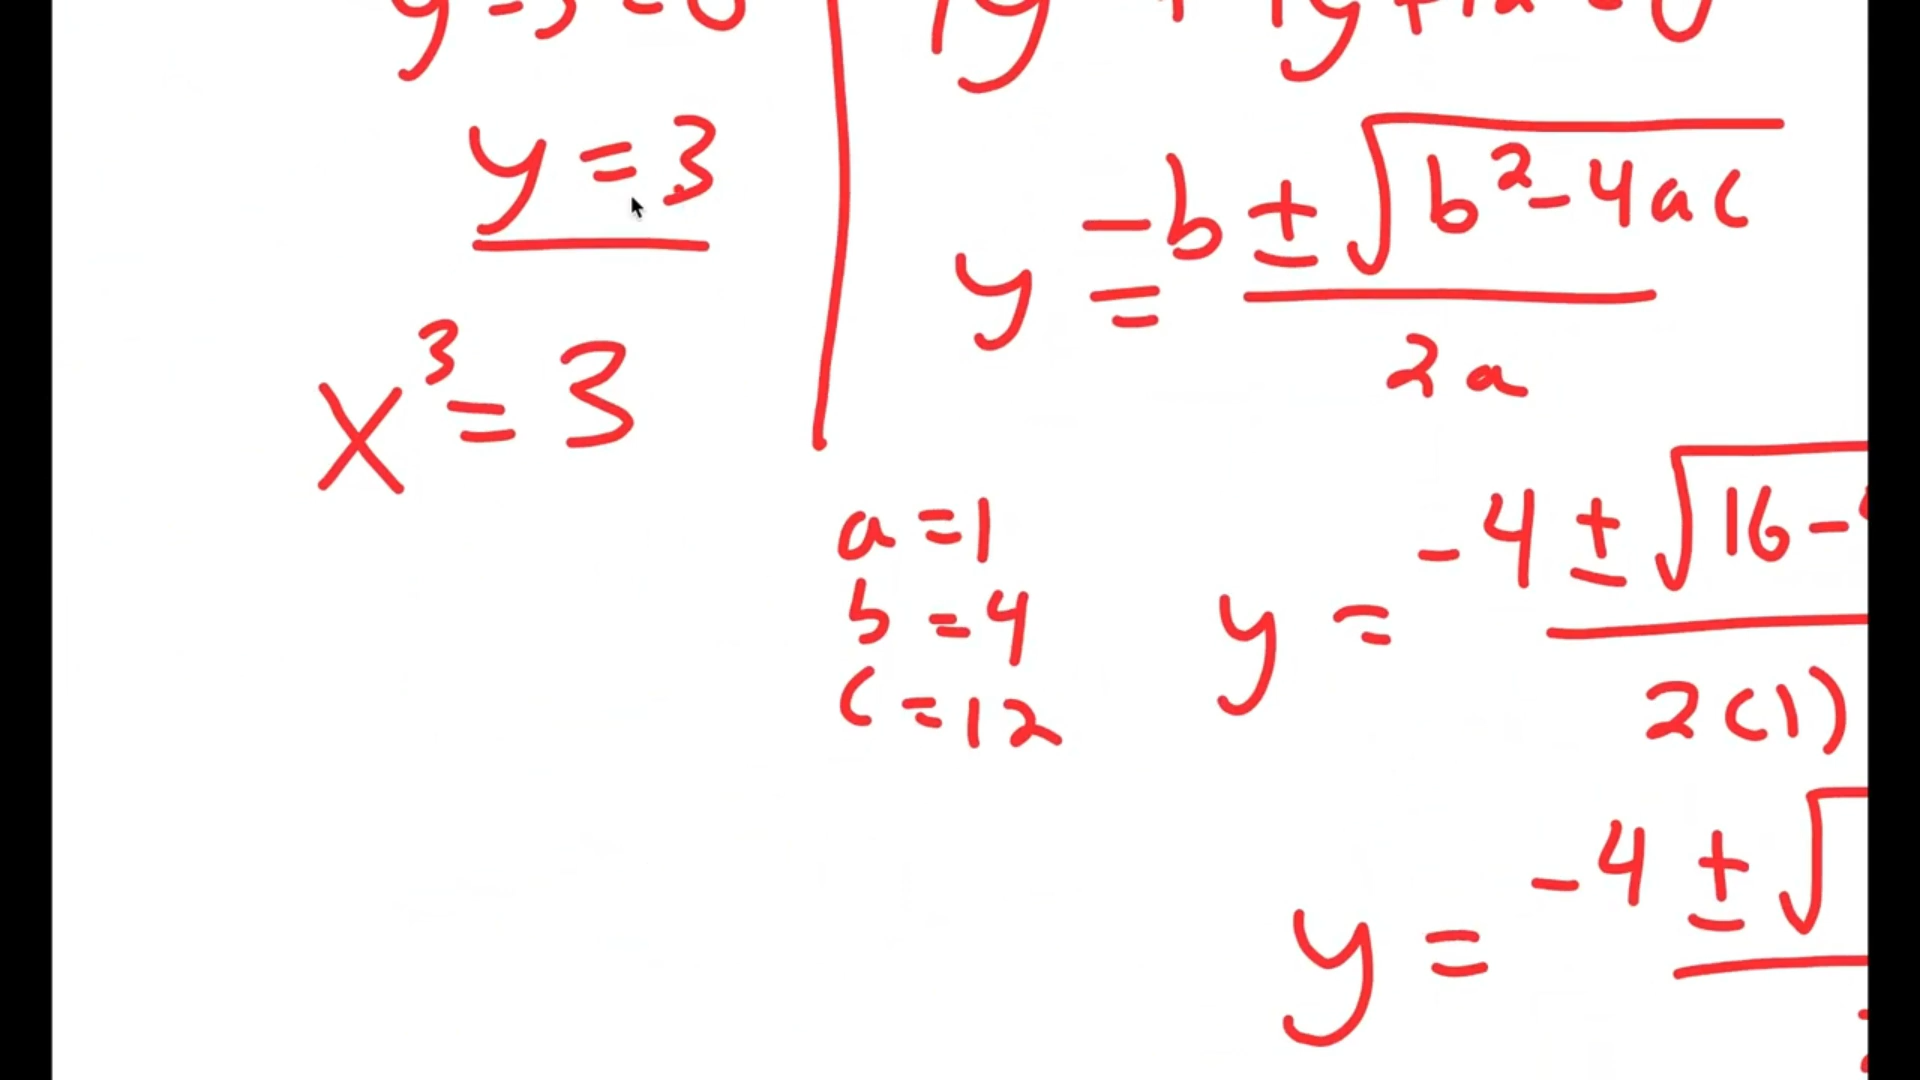 y = 3
x³ = 3
y = -b ± √b² - 4ac
2a
a = 1
b = 4
c = 12
y = -4 ± √16 -
2(1)
y = -4 ± √